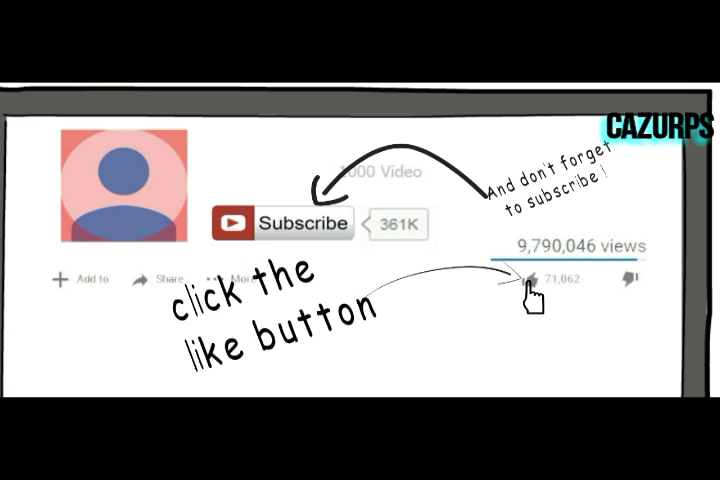 CAZURPS
1000 Video
And don't forget
to subscribe!
Subscribe
361K
9,790,046 views
Add to
Share
More
71,062
click the
like button